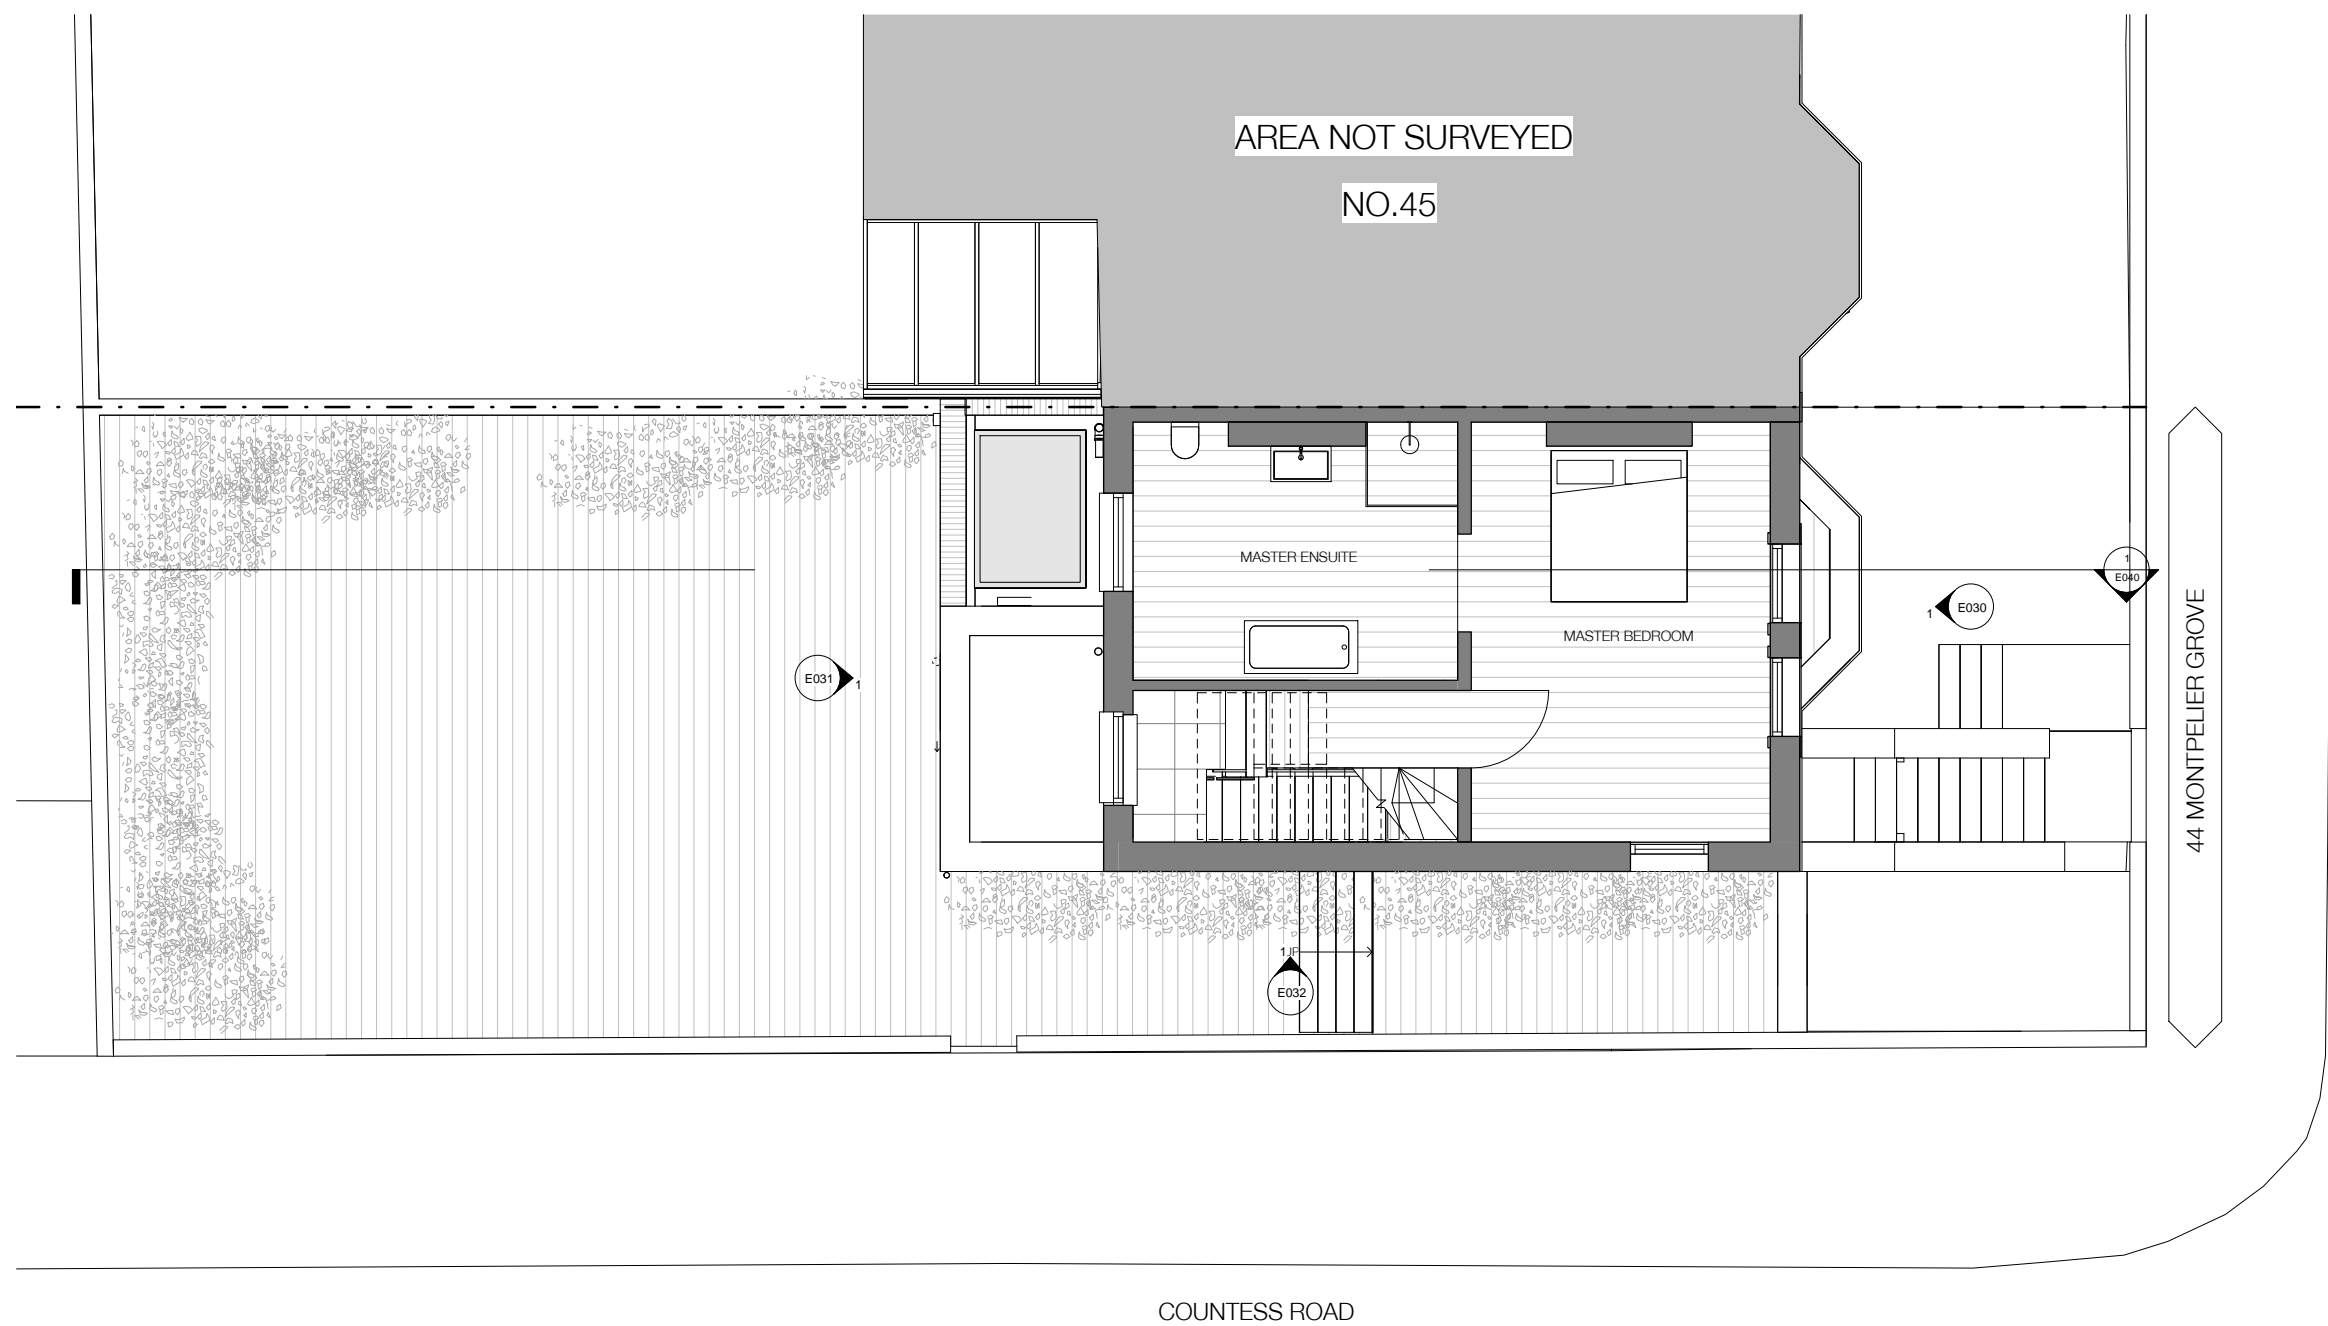 AREA NOT SURVEYED
NO.45
MASTER ENSUITE
MASTER BEDROOM
1
E040
1
E030
E031
1
44 MONTPELIER GROVE
1
E032
COUNTESS ROAD